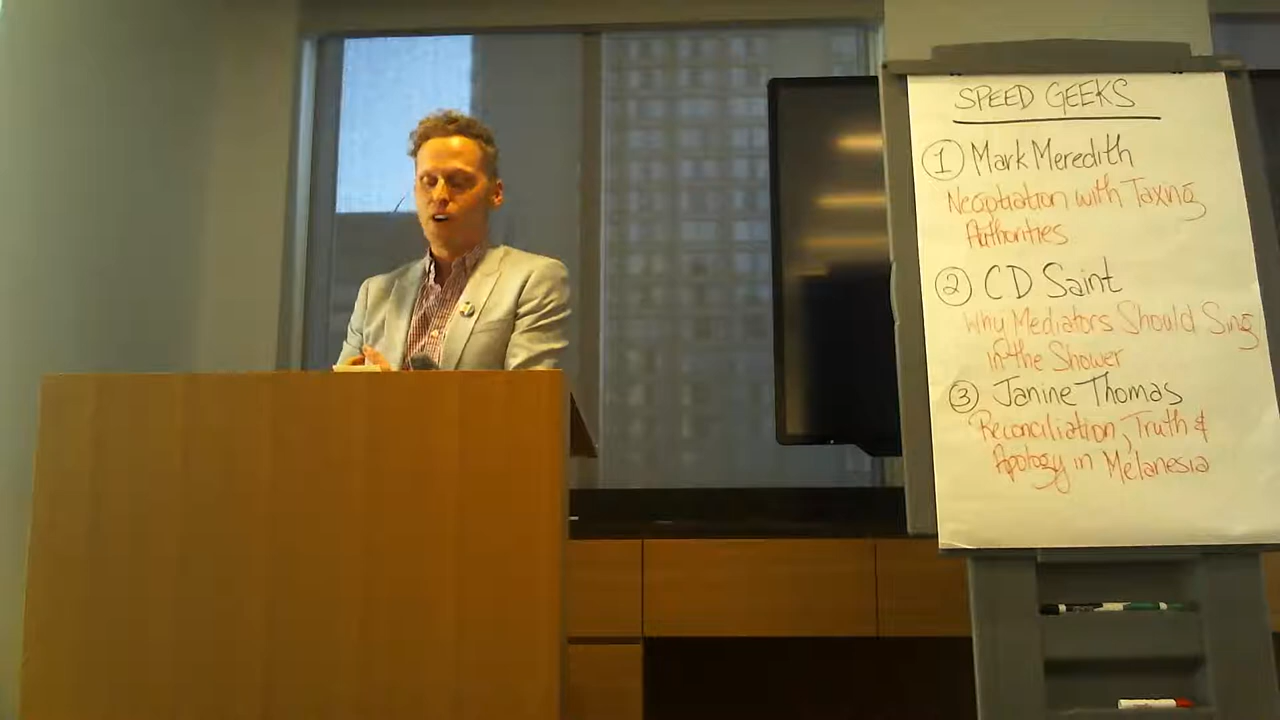 SPEED GEEKS
① Mark Meredith
Negotiation with Taxing
Authorities
② CD Saint
Why Mediators Should Sing
in the Shower
③ Janine Thomas
Reconciliation, Truth &
Apology in Melanesia